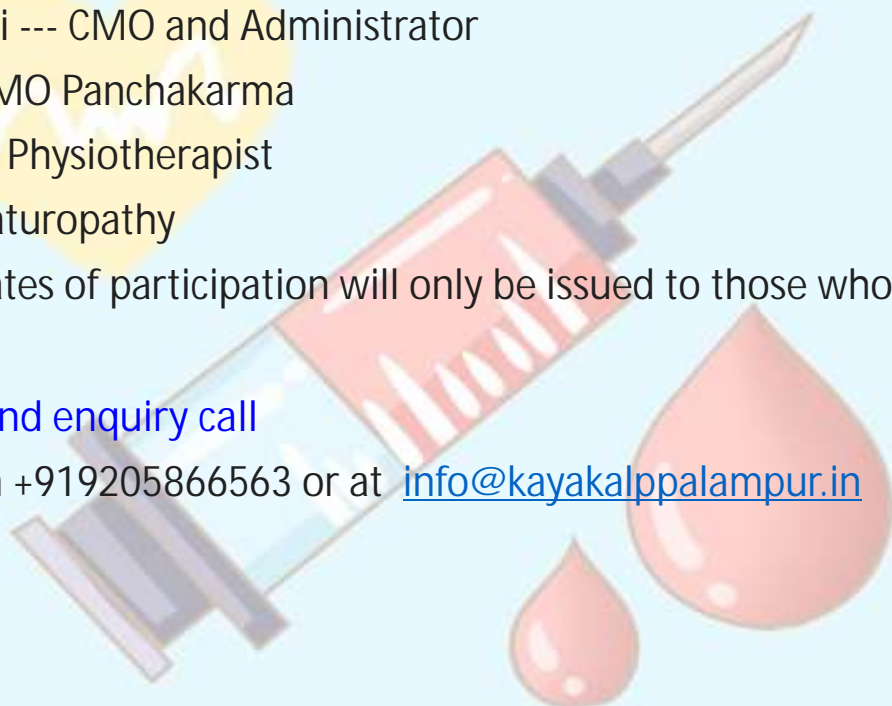 i --- CMO and Administrator
MO Panchakarma
Physiotherapist
aturopathy
ates of participation will only be issued to those who
nd enquiry call
+919205866563 or at info@kayakalppalampur.in